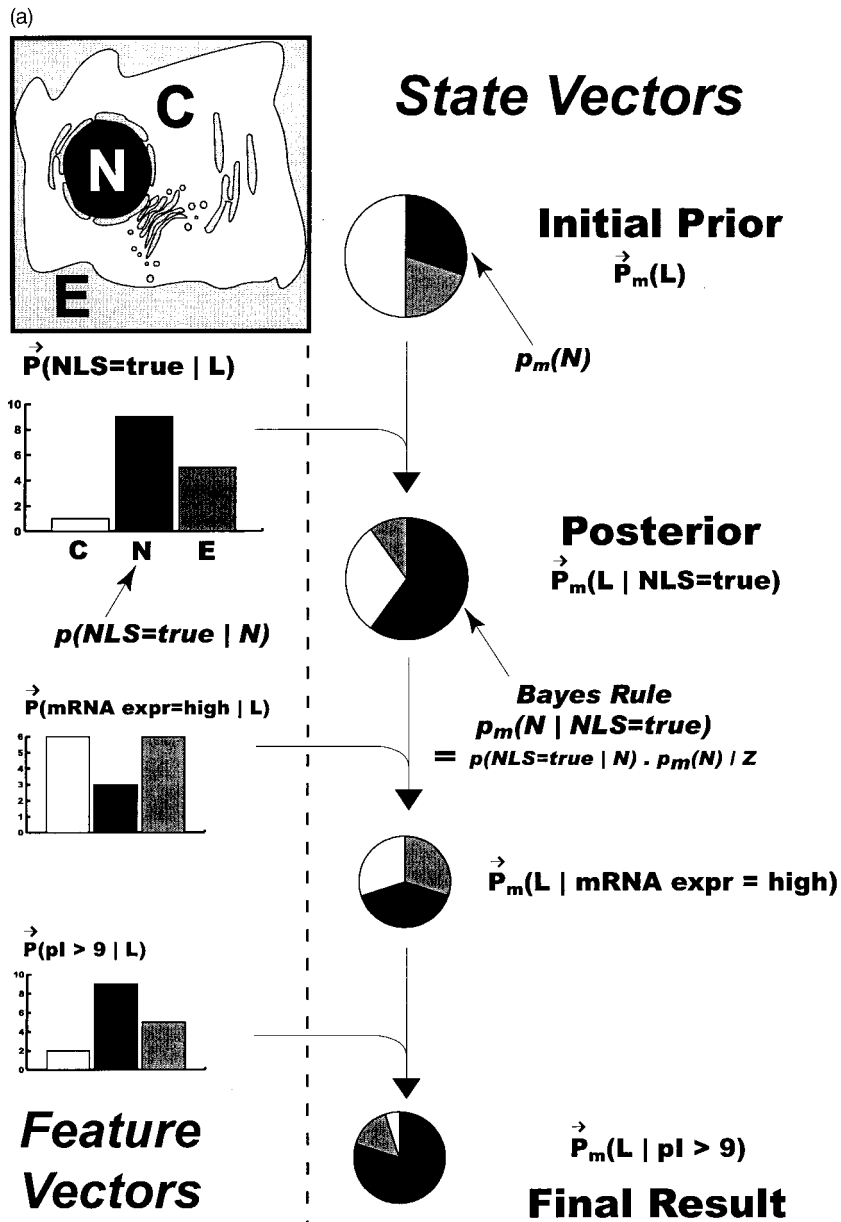 (a)
C
N
E
State Vectors
Initial Prior
P⃗m(L)
pm(N)
P⃗(NLS=true | L)
10
8
6
4
2
0
C N E
p(NLS=true | N)
Posterior
P⃗m(L | NLS=true)
Bayes Rule
pm(N | NLS=true)
= p(NLS=true | N) . pm(N) / Z
P⃗(mRNA expr=high | L)
6
5
4
3
2
1
0
P⃗m(L | mRNA expr = high)
P⃗(pI > 9 | L)
10
8
6
4
2
0
Feature
Vectors
P⃗m(L | pI > 9)
Final Result